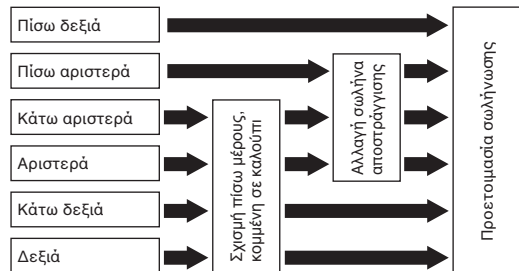 Πίσω δεξιά
Πίσω αριστερά
Κάτω αριστερά
Αριστερά
Κάτω δεξιά
Δεξιά
Σχισμή πίσω μέρους,
κομμένη σε καλούπι
Αλλαγή σωλήνα
αποστράγγισης
Προετοιμασία σωλήνωσης